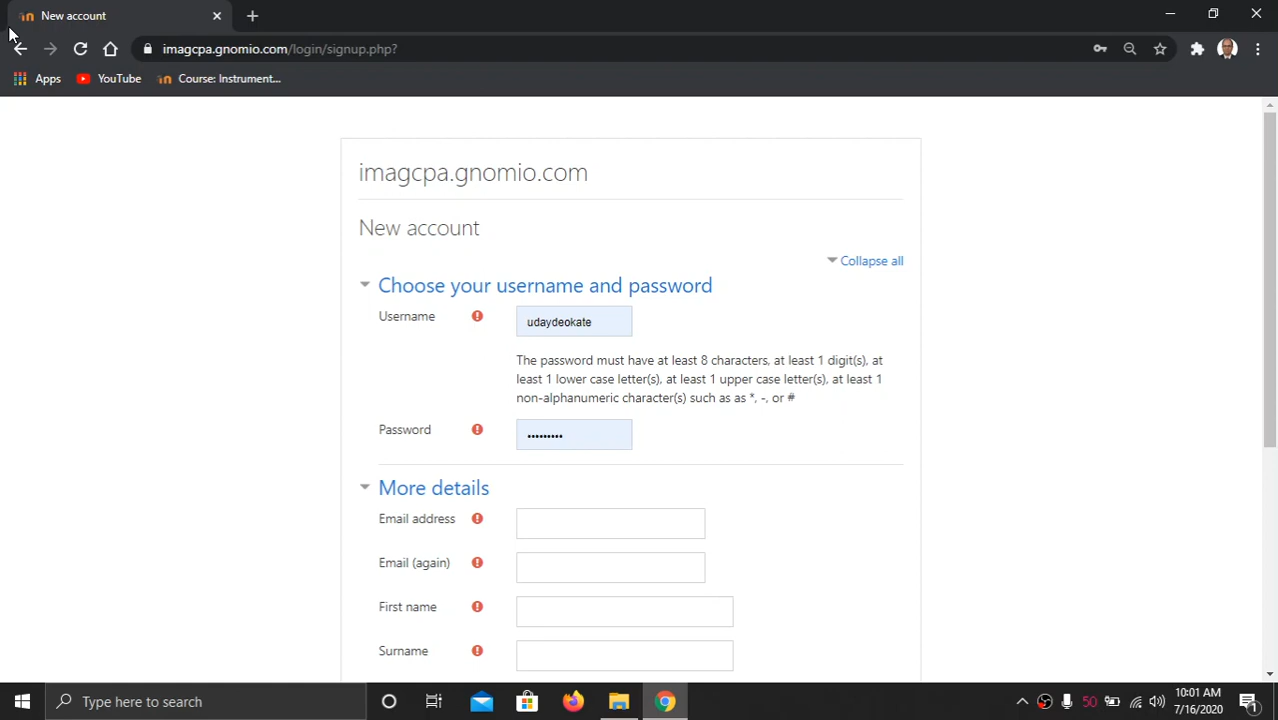 New account
imagcpa.gnomio.com/login/signup.php?
Apps
YouTube
Course: Instrument...
imagcpa.gnomio.com
New account
Collapse all
Choose your username and password
Username
udaydeokate
The password must have at least 8 characters, at least 1 digit(s), at
least 1 lower case letter(s), at least 1 upper case letter(s), at least 1
non-alphanumeric character(s) such as as *, -, or #
Password
•••••••••
More details
Email address
Email (again)
First name
Surname
Type here to search
50
10:01 AM
7/16/2020
1